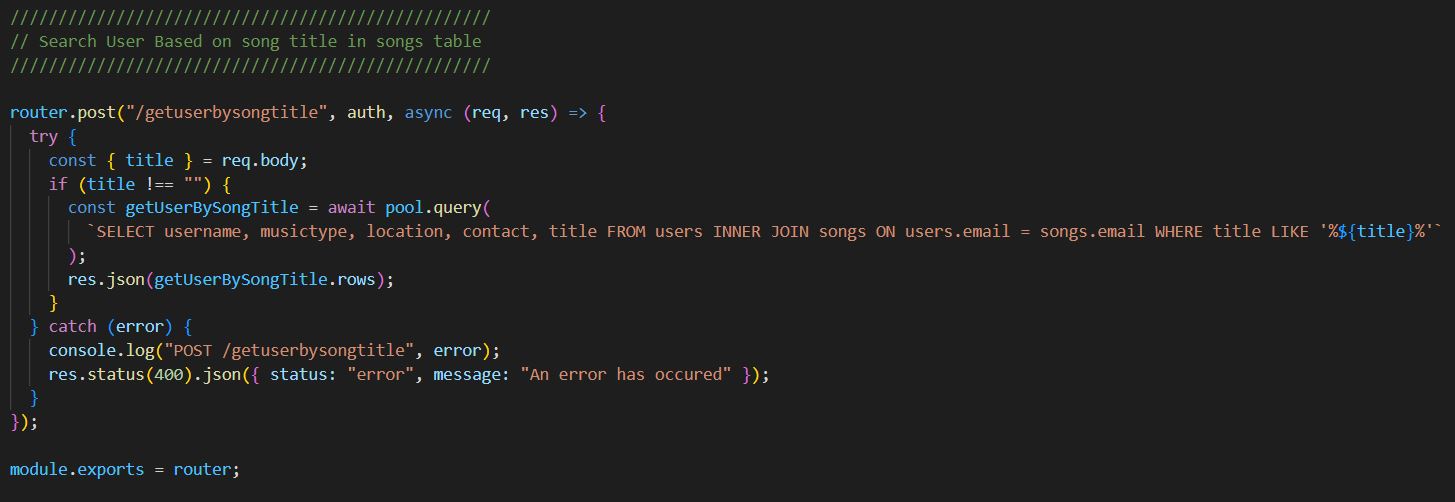 //////////////////////////////////////////////////
// Search User Based on song title in songs table
//////////////////////////////////////////////////

router.post("/getuserbysongtitle", auth, async (req, res) => {
  try {
    const { title } = req.body;
    if (title !== "") {
      const getUserBySongTitle = await pool.query(
        `SELECT username, musictype, location, contact, title FROM users INNER JOIN songs ON users.email = songs.email WHERE title LIKE '%${title}%'`
      );
      res.json(getUserBySongTitle.rows);
    }
  } catch (error) {
    console.log("POST /getuserbysongtitle", error);
    res.status(400).json({ status: "error", message: "An error has occured" });
  }
});

module.exports = router;